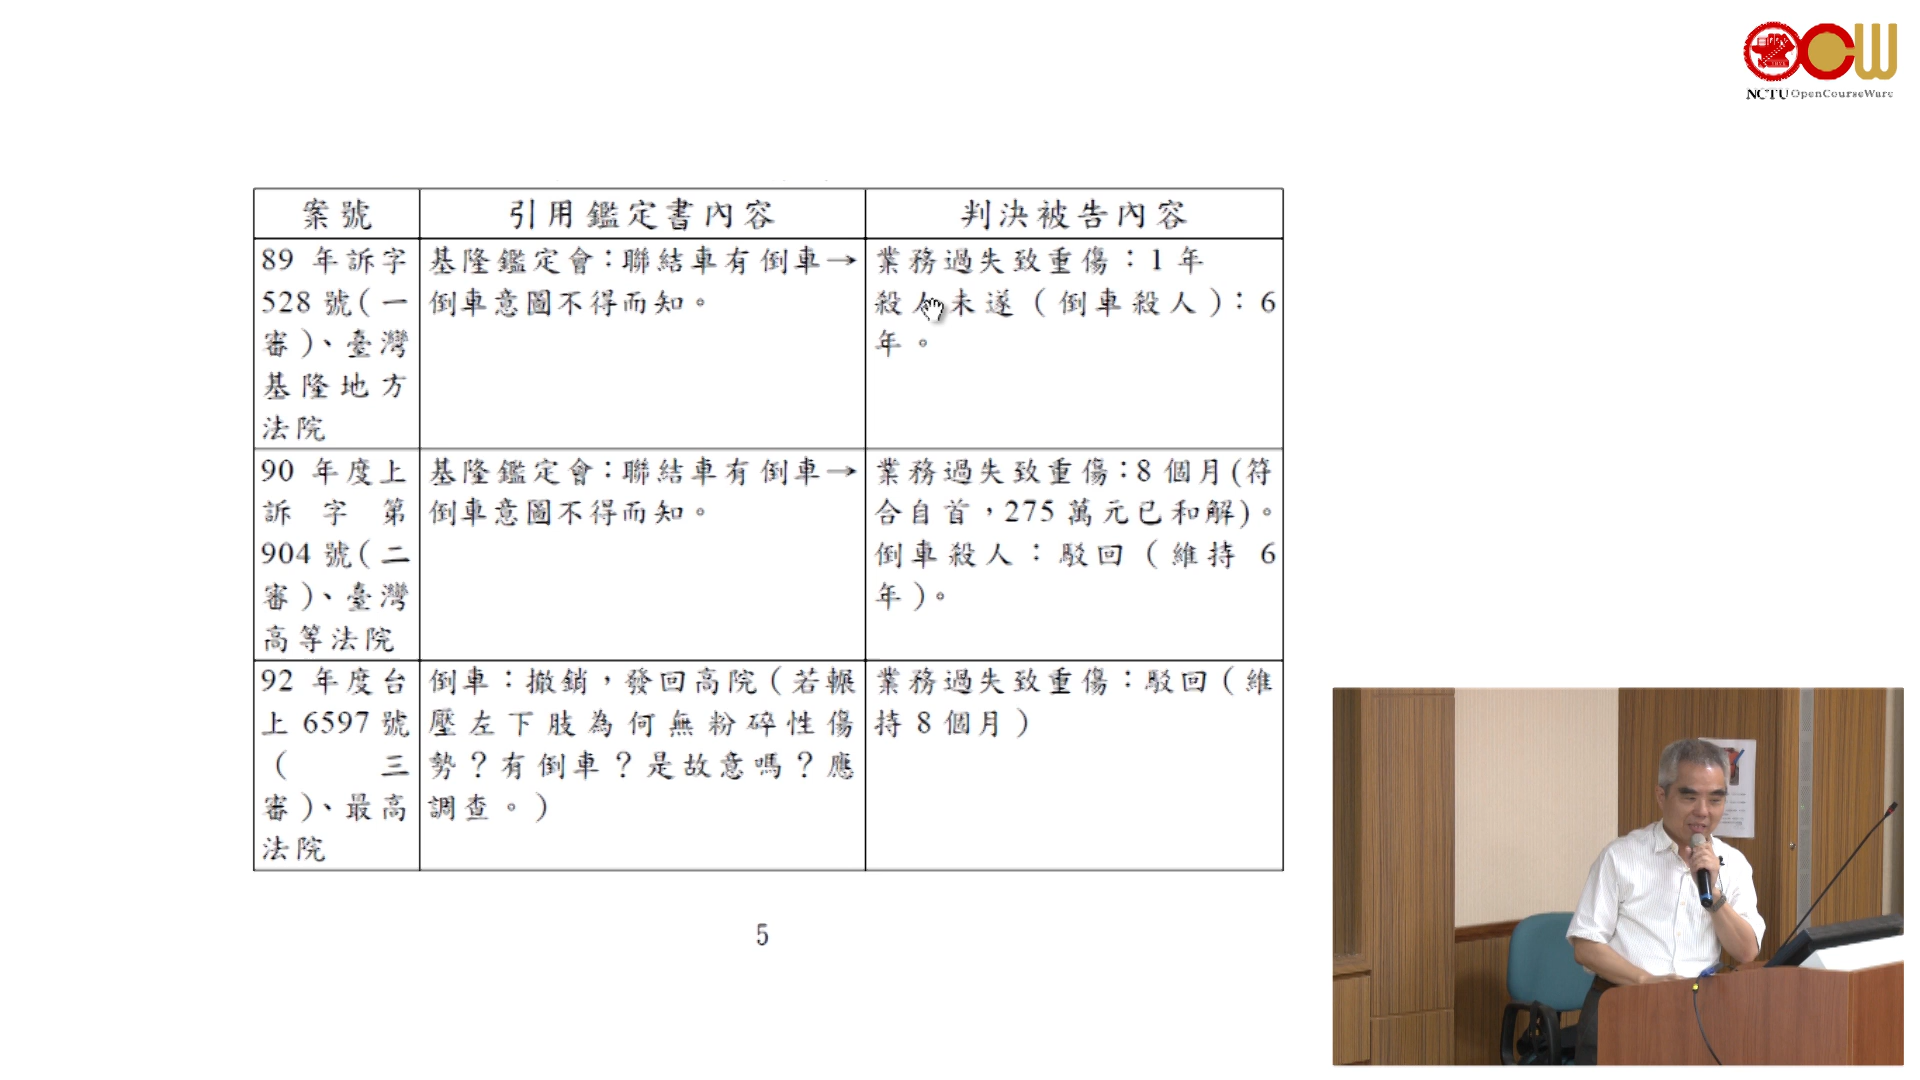 NCTU OpenCourseWare
案號 引用鑑定書內容 判決被告內容
89 年訴字
528 號(一
審)、臺灣
基隆地方
法院
基隆鑑定會：聯結車有倒車→
倒車意圖不得而知。
業務過失致重傷：1 年
殺人未遂（倒車殺人）：6
年。
90 年度上
訴字第
904 號(二
審)、臺灣
高等法院
基隆鑑定會：聯結車有倒車→
倒車意圖不得而知。
業務過失致重傷：8 個月(符
合自首，275 萬元已和解)。
倒車殺人：駁回（維持 6
年）。
92 年度台
上 6597 號
（三
審）、最高
法院
倒車：撤銷，發回高院（若輾
壓左下肢為何無粉碎性傷
勢？有倒車？是故意嗎？應
調查。）
業務過失致重傷：駁回（維
持 8 個月）
5